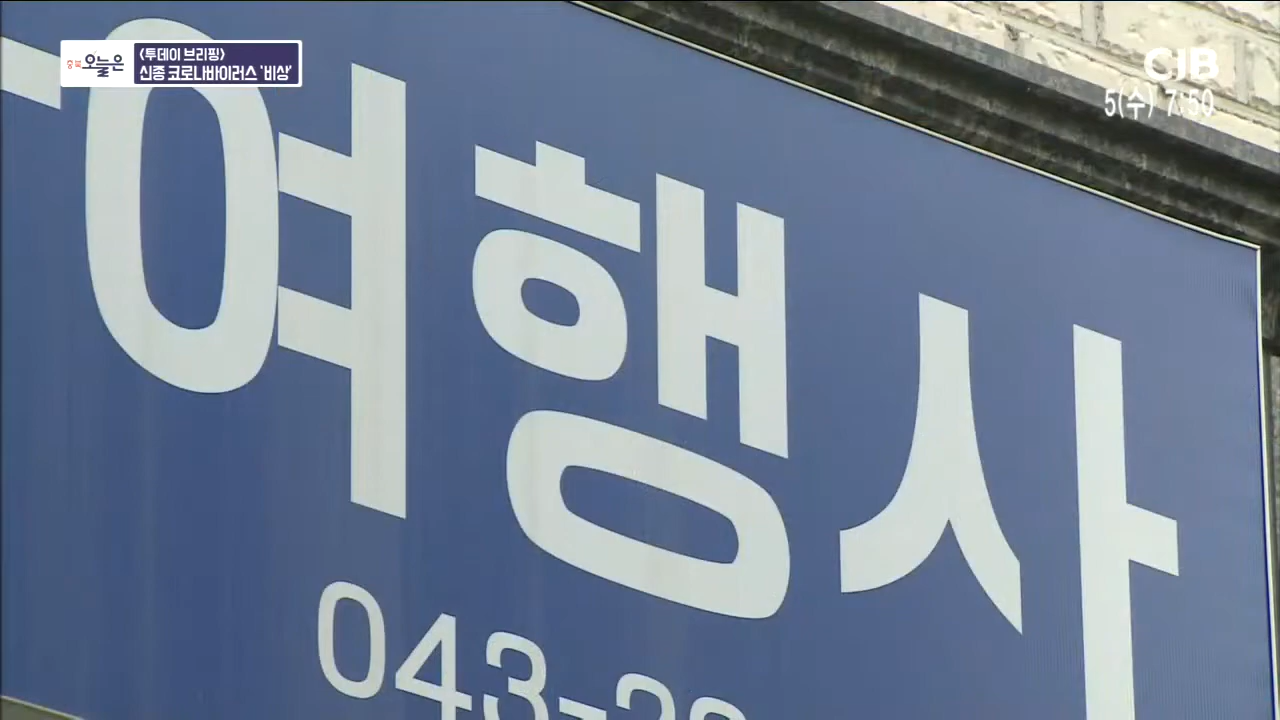 충북 오늘은
<투데이 브리핑>
신종 코로나바이러스 '비상'
CJB
5(수) 7:50
여행사
043-2